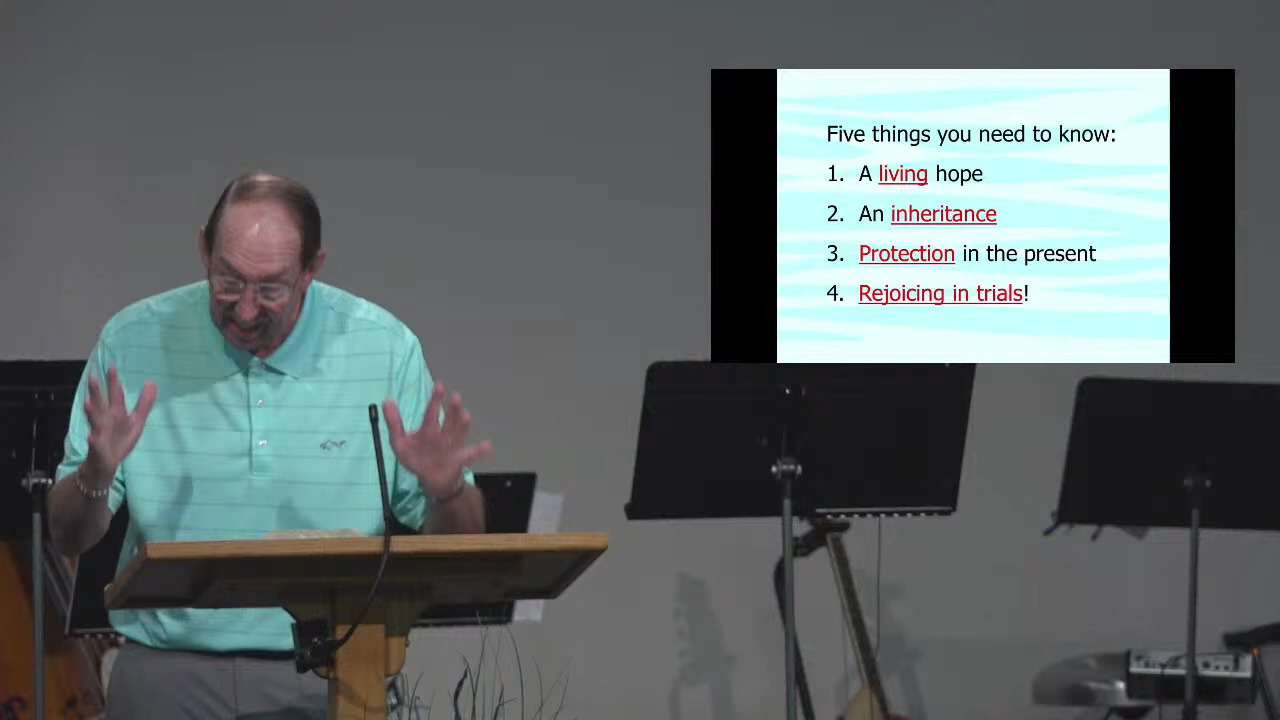 Five things you need to know:
1. A living hope
2. An inheritance
3. Protection in the present
4. Rejoicing in trials!